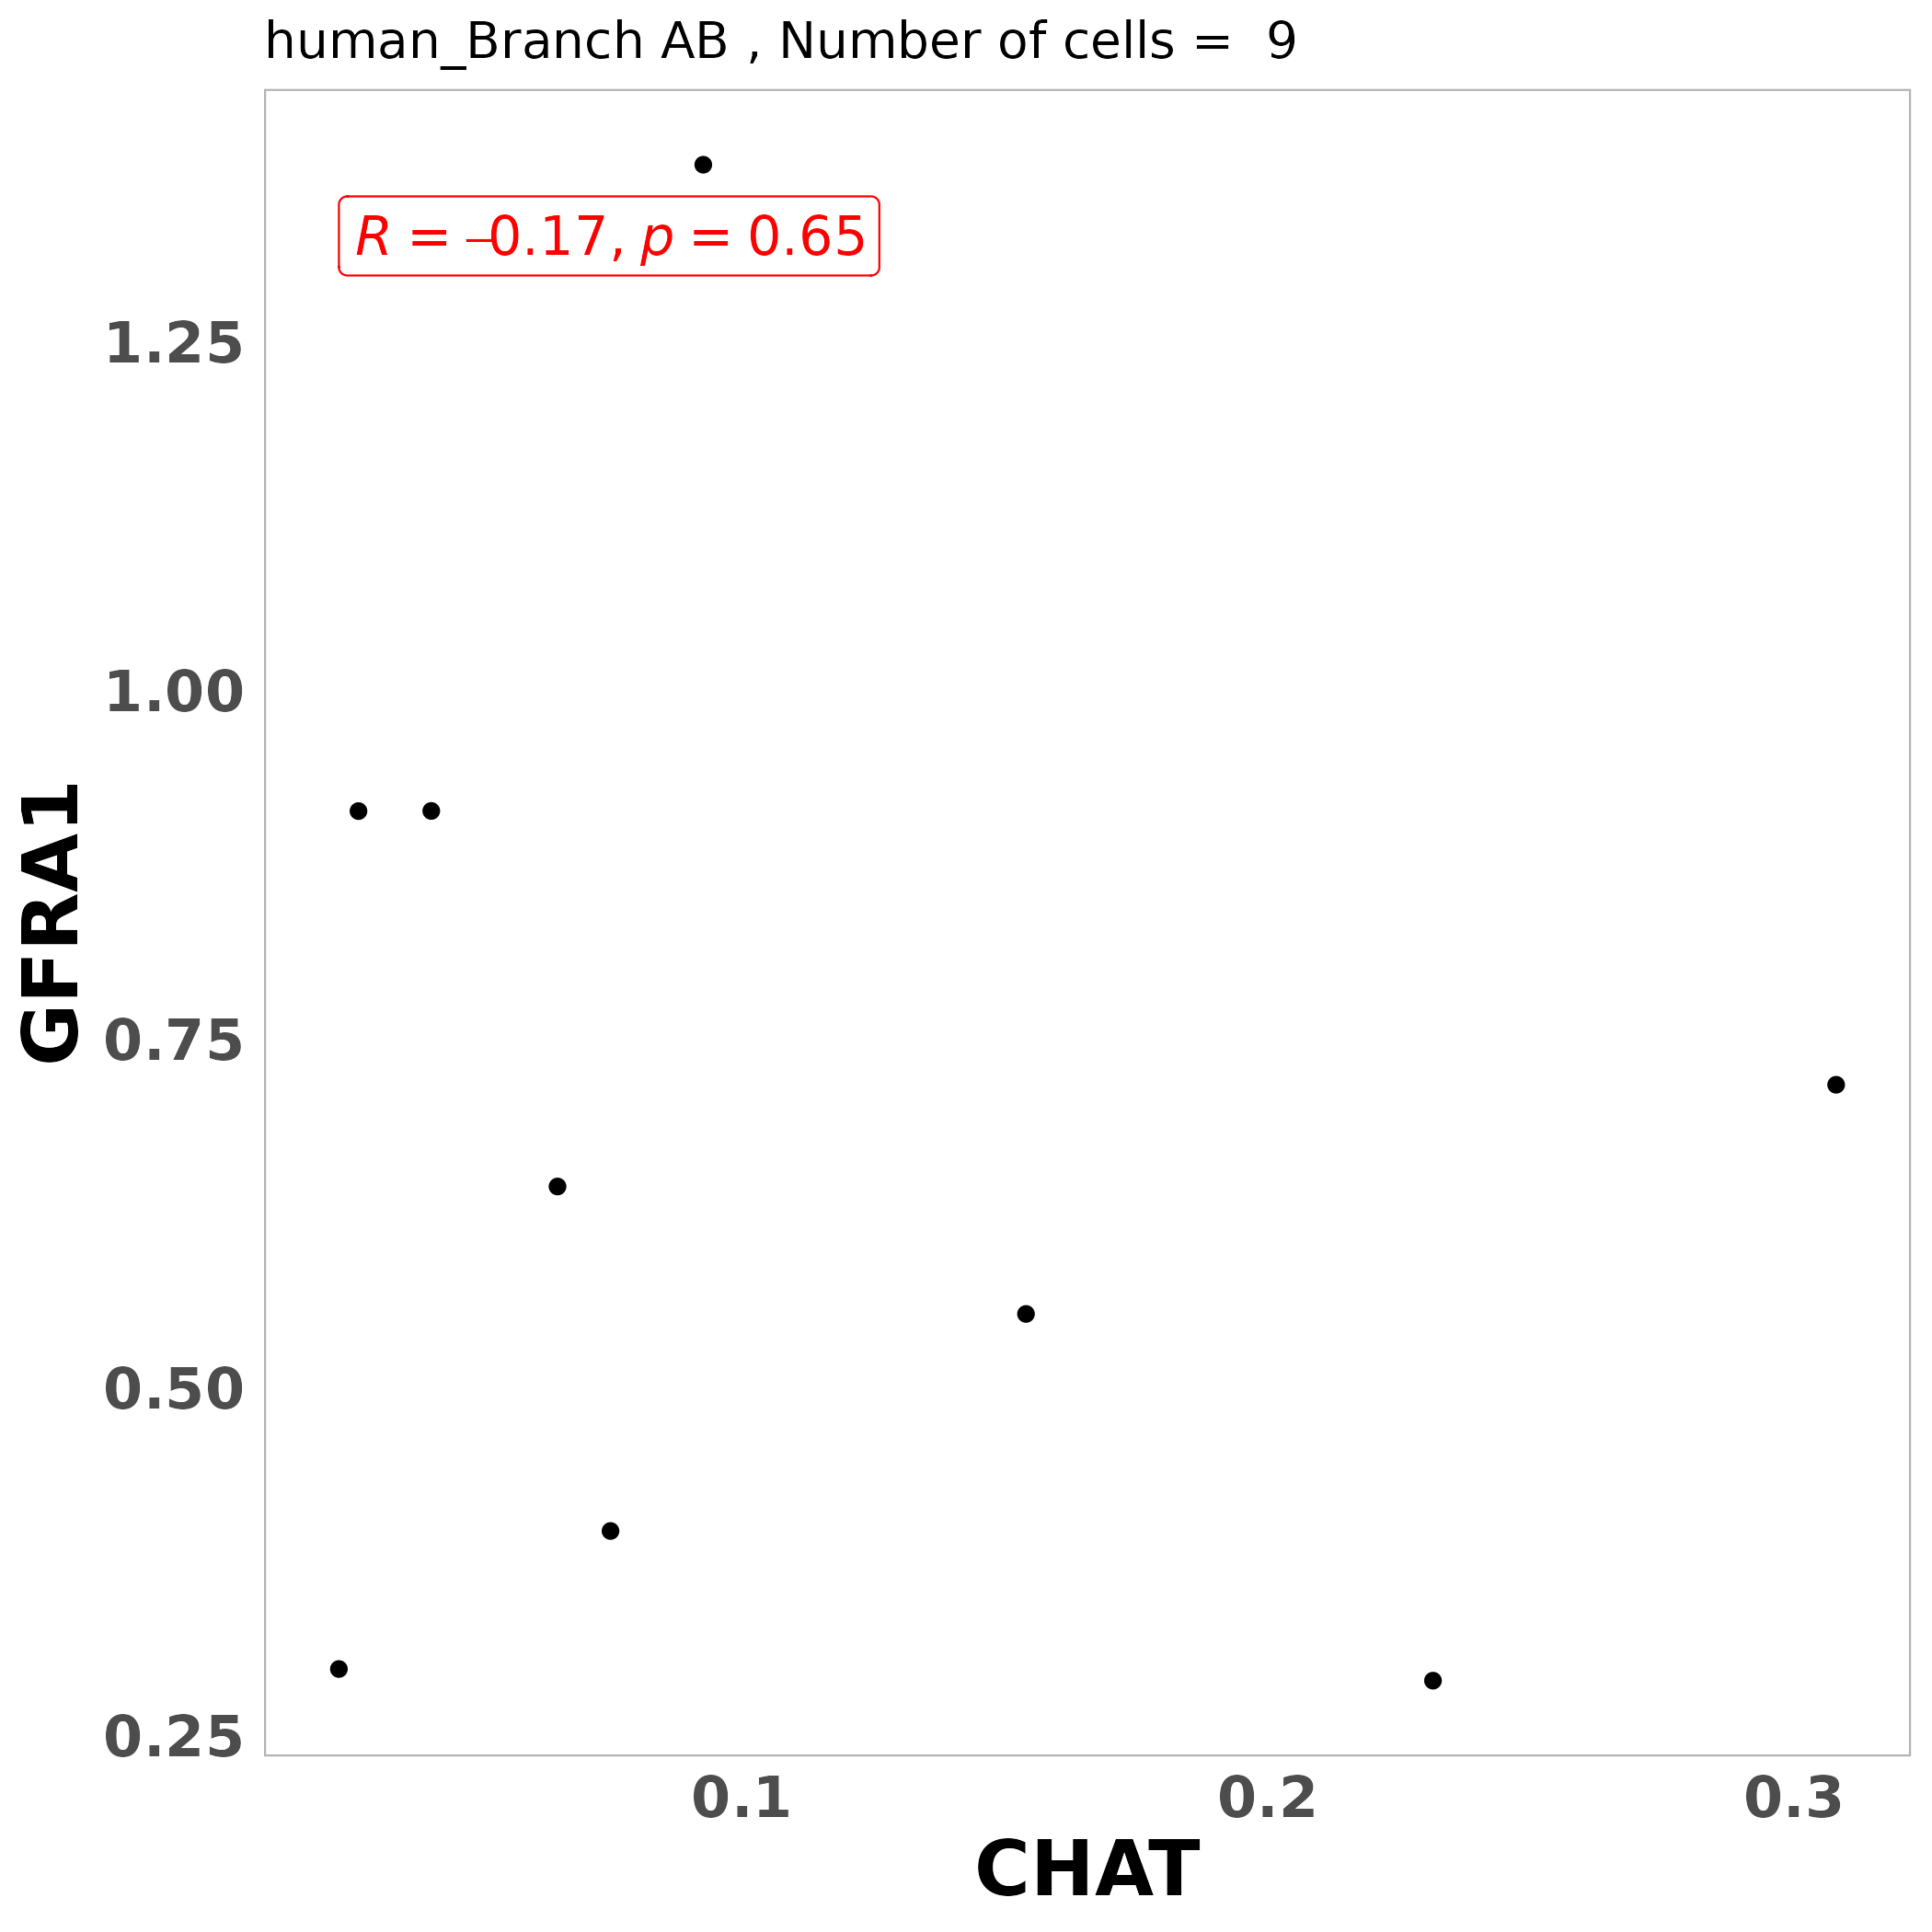 human_Branch AB , Number of cells =  9
R = –0.17, p = 0.65
1.25
1.00
0.75
0.50
0.25
GFRA1
0.1 0.2 0.3
CHAT